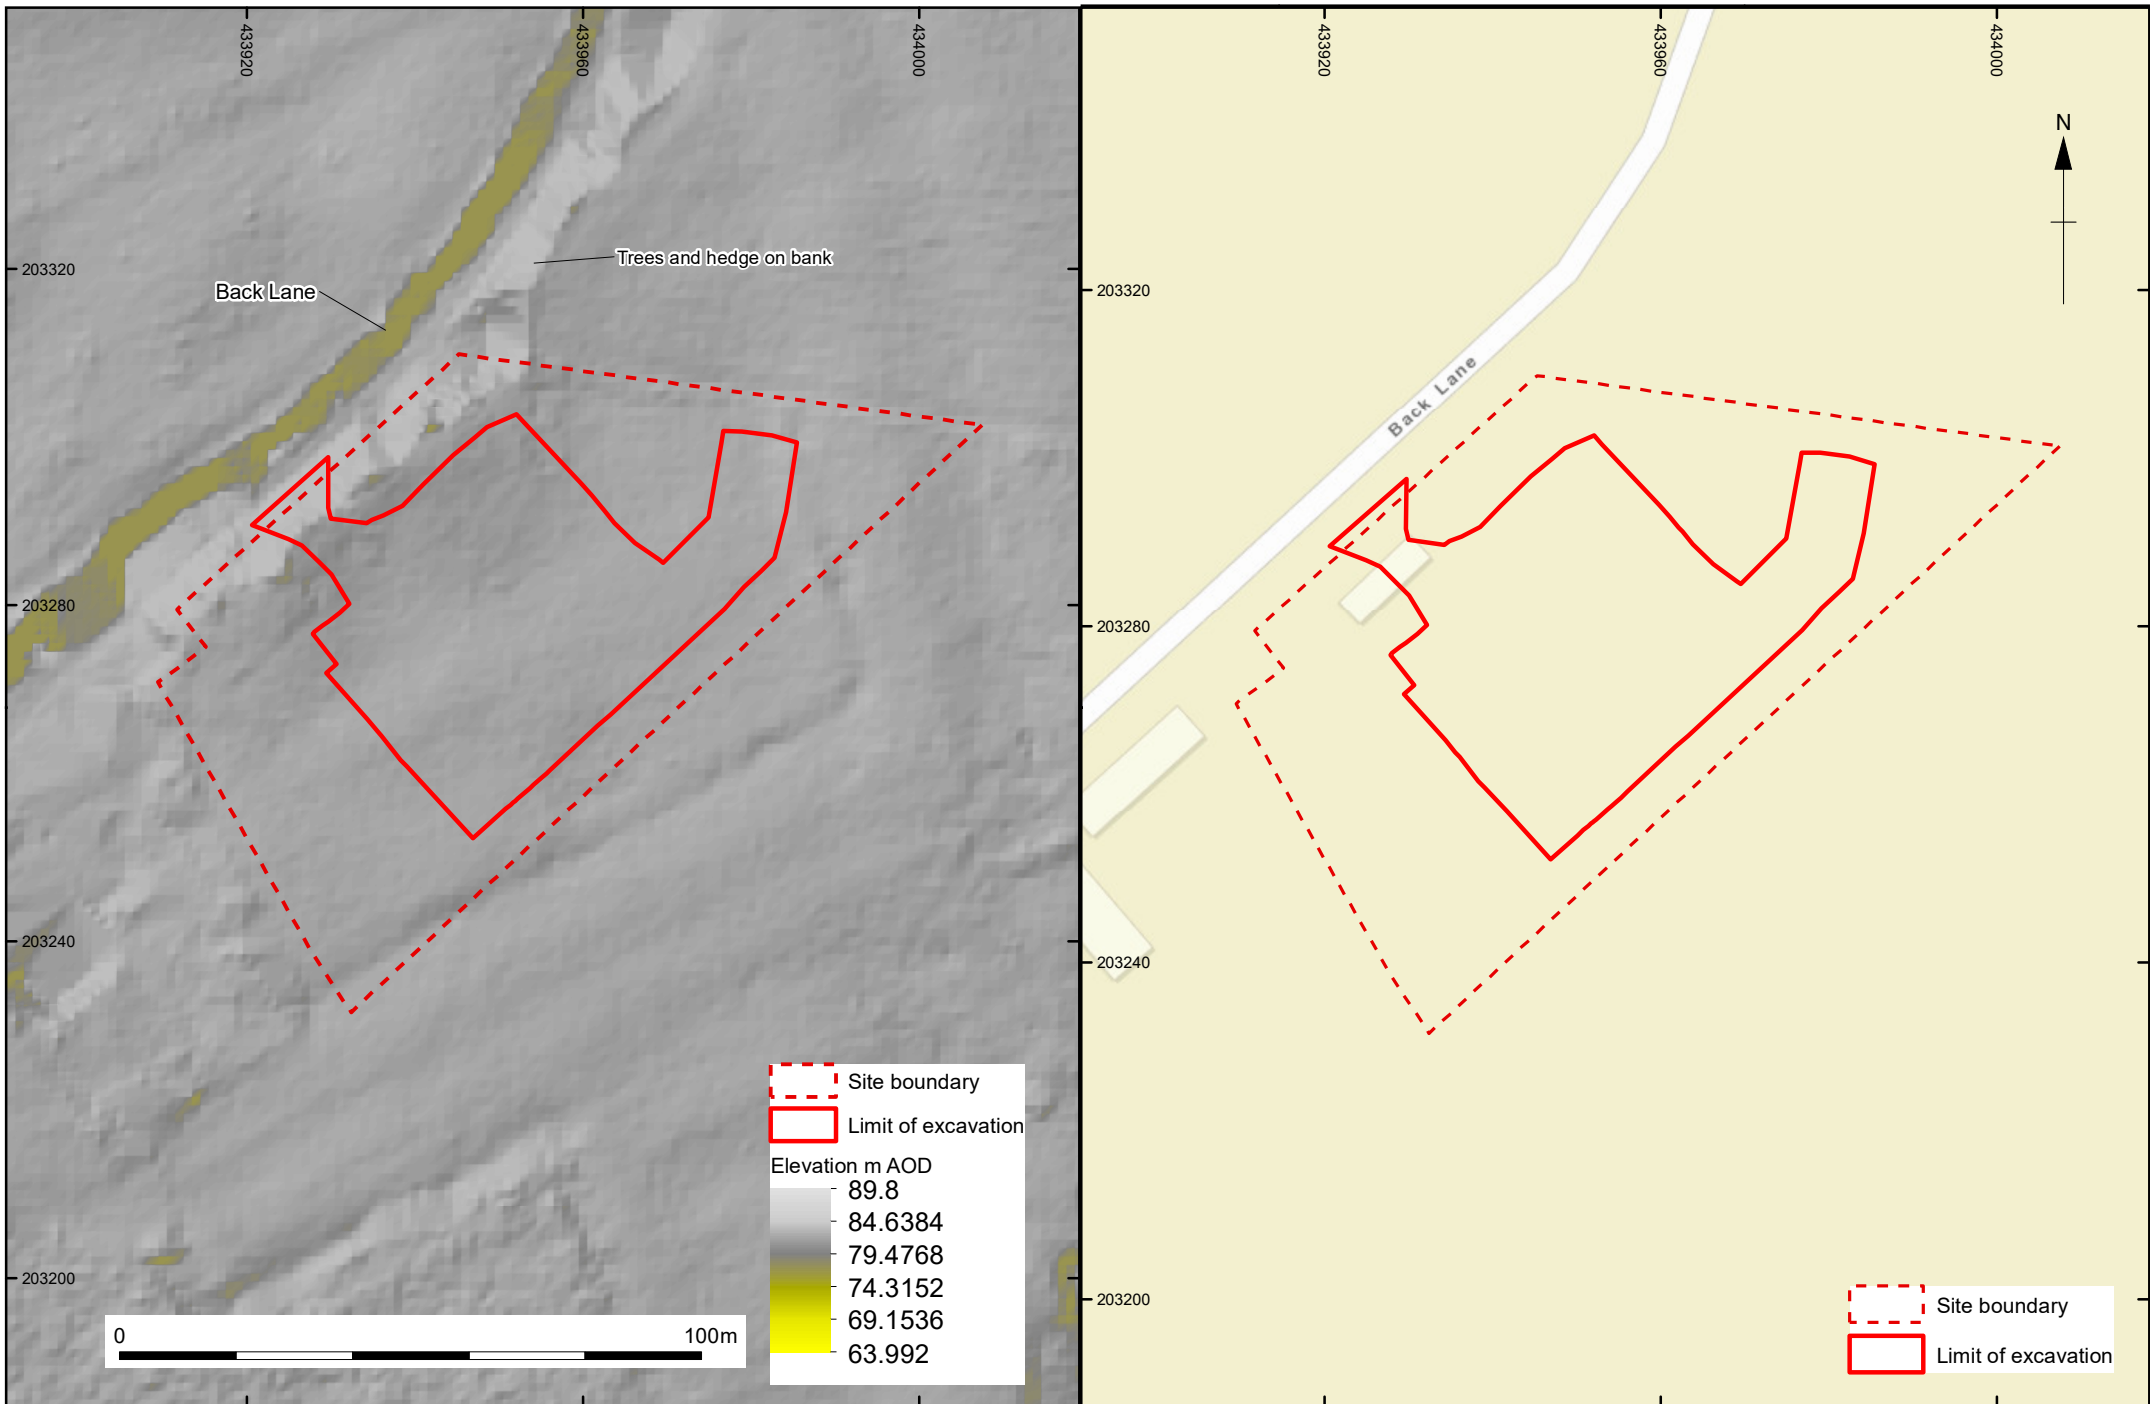 433920
433960
434000
203320
203280
203240
203200
Back Lane
Trees and hedge on bank
Site boundary
Limit of excavation
Elevation m AOD
89.8
84.6384
79.4768
74.3152
69.1536
63.992
0
100m
433920
433960
434000
N
203320
203280
203240
203200
Back Lane
Site boundary
Limit of excavation